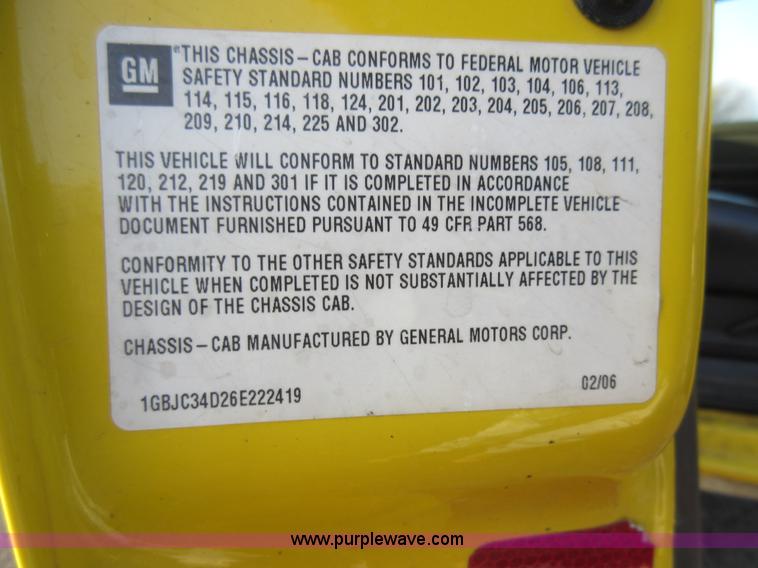 GM
*THIS CHASSIS-CAB CONFORMS TO FEDERAL MOTOR VEHICLE
SAFETY STANDARD NUMBERS 101, 102, 103, 104, 106, 113,
114, 115, 116, 118, 124, 201, 202, 203, 204, 205, 206, 207, 208,
209, 210, 214, 225 AND 302.
THIS VEHICLE WILL CONFORM TO STANDARD NUMBERS 105, 108, 111,
120, 212, 219 AND 301 IF IT IS COMPLETED IN ACCORDANCE
WITH THE INSTRUCTIONS CONTAINED IN THE INCOMPLETE VEHICLE
DOCUMENT FURNISHED PURSUANT TO 49 CFR PART 568.
CONFORMITY TO THE OTHER SAFETY STANDARDS APPLICABLE TO THIS
VEHICLE WHEN COMPLETED IS NOT SUBSTANTIALLY AFFECTED BY THE
DESIGN OF THE CHASSIS CAB.
CHASSIS-CAB MANUFACTURED BY GENERAL MOTORS CORP.
1GBJC34D26E222419
02/06
www.purplewave.com